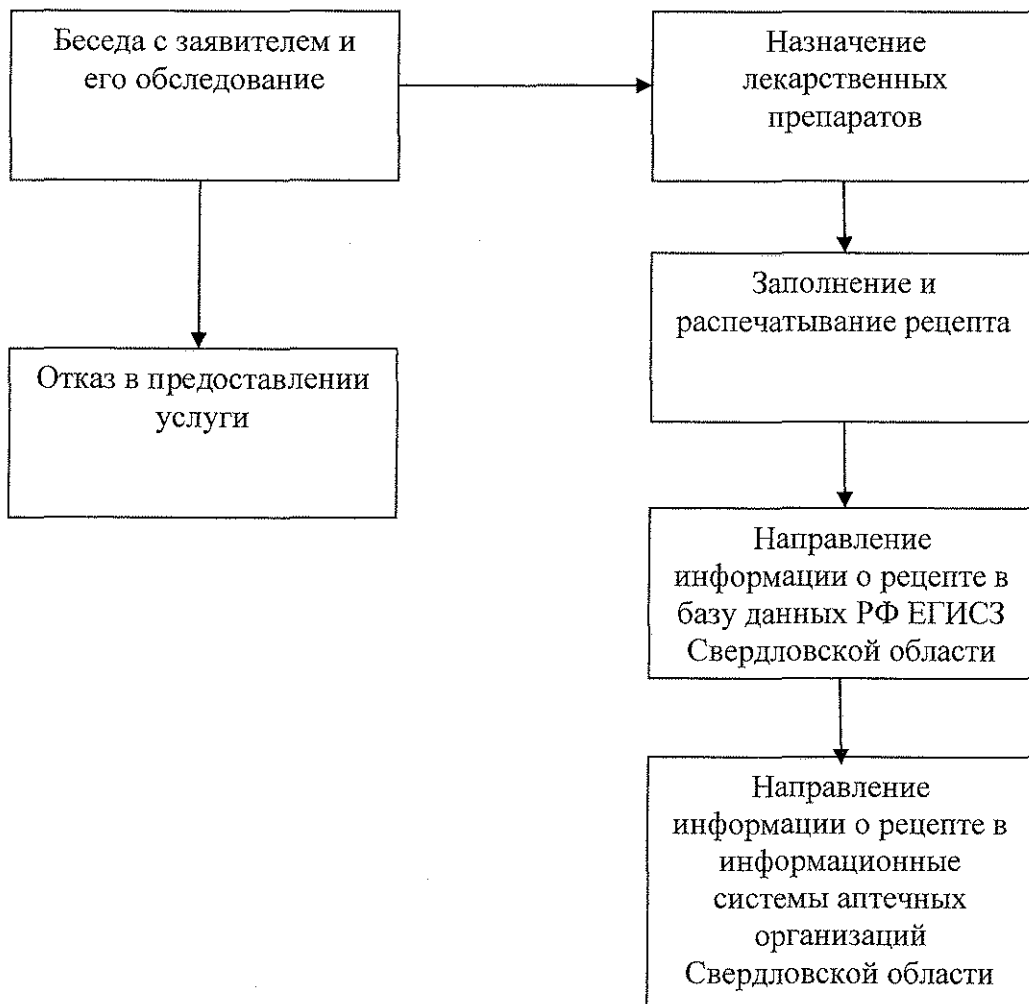 Беседа с заявителем и
его обследование
Назначение
лекарственных
препаратов
Заполнение и
распечатывание рецепта
Отказ в предоставлении
услуги
Направление
информации о рецепте в
базу данных РФ ЕГИСЗ
Свердловской области
Направление
информации о рецепте в
информационные
системы аптечных
организаций
Свердловской области